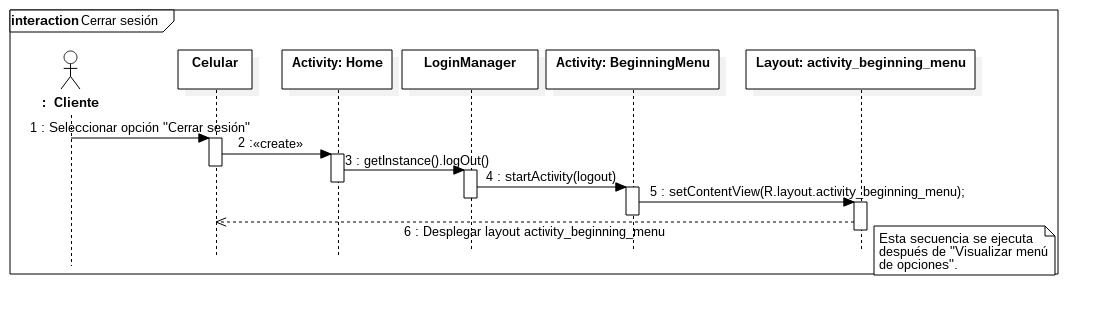 interaction Cerrar sesión
Celular
Activity: Home
LoginManager
Activity: BeginningMenu
Layout: activity_beginning_menu
: Cliente
1 : Seleccionar opción "Cerrar sesión"
2 :«create»
3 : getInstance().logOut()
4 : startActivity(logout)
5 : setContentView(R.layout.activity_beginning_menu);
6 : Desplegar layout activity_beginning_menu
Esta secuencia se ejecuta
después de "Visualizar menú
de opciones".